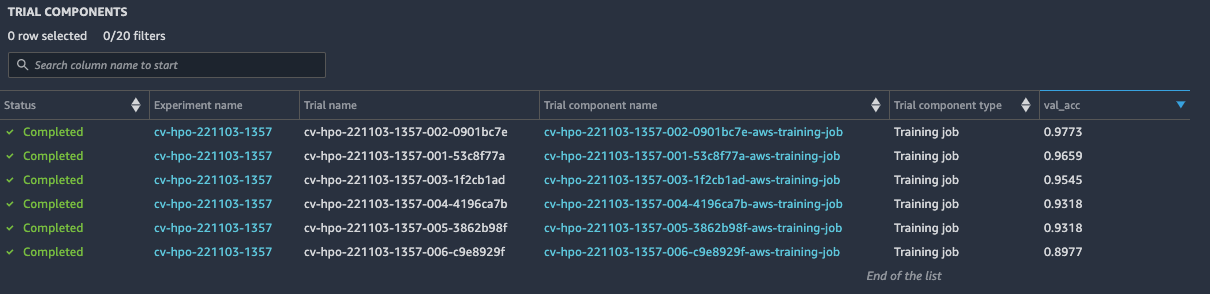 TRIAL COMPONENTS
0 row selected 0/20 filters
Search column name to start
Status Experiment name Trial name Trial component name Trial component type val_acc
Completed cv-hpo-221103-1357 cv-hpo-221103-1357-002-0901bc7e cv-hpo-221103-1357-002-0901bc7e-aws-training-job Training job 0.9773
Completed cv-hpo-221103-1357 cv-hpo-221103-1357-001-53c8f77a cv-hpo-221103-1357-001-53c8f77a-aws-training-job Training job 0.9659
Completed cv-hpo-221103-1357 cv-hpo-221103-1357-003-1f2cb1ad cv-hpo-221103-1357-003-1f2cb1ad-aws-training-job Training job 0.9545
Completed cv-hpo-221103-1357 cv-hpo-221103-1357-004-4196ca7b cv-hpo-221103-1357-004-4196ca7b-aws-training-job Training job 0.9318
Completed cv-hpo-221103-1357 cv-hpo-221103-1357-005-3862b98f cv-hpo-221103-1357-005-3862b98f-aws-training-job Training job 0.9318
Completed cv-hpo-221103-1357 cv-hpo-221103-1357-006-c9e8929f cv-hpo-221103-1357-006-c9e8929f-aws-training-job Training job 0.8977
End of the list